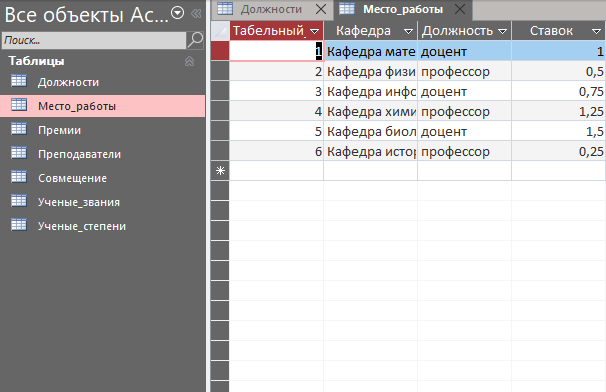 Все объекты Ac...
Поиск...
Таблицы
Должности
Место_работы
Премии
Преподаватели
Совмещение
Ученые_звания
Ученые_степени
Должности Место_работы
Табельный_ Кафедра Должность Ставок
1 Кафедра мате доцент 1
2 Кафедра физи профессор 0,5
3 Кафедра инфо доцент 0,75
4 Кафедра хими профессор 1,25
5 Кафедра биол доцент 1,5
6 Кафедра истор профессор 0,25